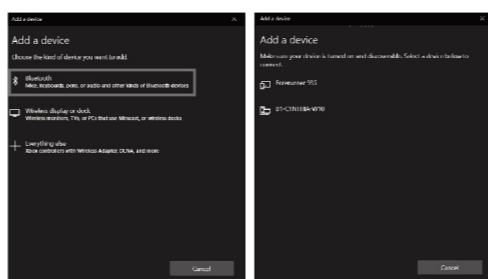 Add a device
Add a device
Choose the kind of device you want to add.
Bluetooth
Mice, keyboards, pens, or audio and other kinds of Bluetooth devices
Wireless display or dock
Wireless monitors, TVs, or PCs that use Miracast, or wireless docks
Everything else
Xbox controllers with Wireless Adapter, DLNA, and more
Cancel
Add a device
Add a device
Make sure your device is turned on and discoverable. Select a device below to
connect.
Forerunner
Cancel